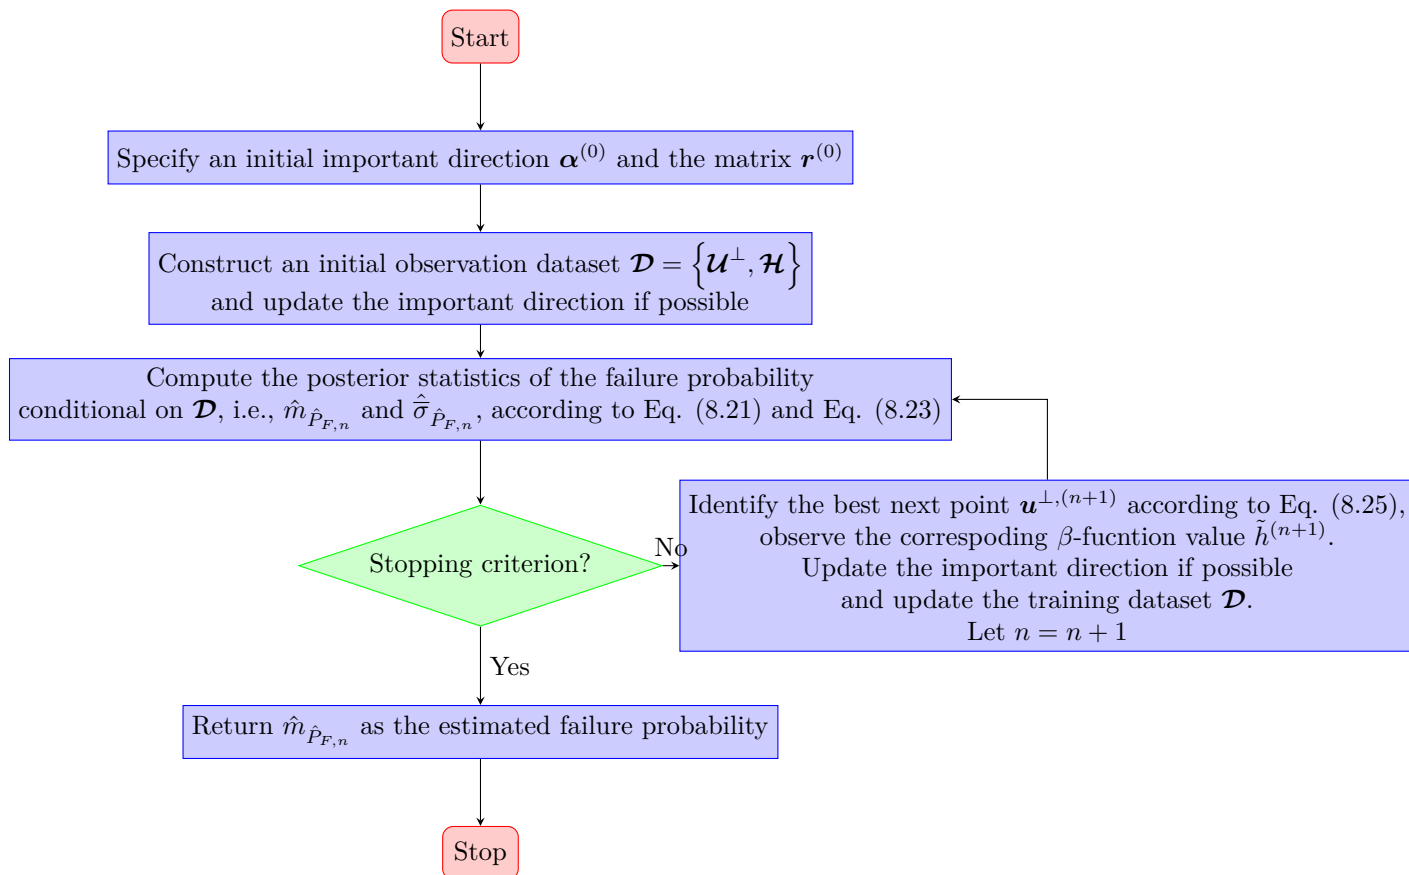 Start
Specify an initial important direction α^(0) and the matrix r^(0)
Construct an initial observation dataset 𝓓 = {𝓤^⊥, 𝓗}
and update the important direction if possible
Compute the posterior statistics of the failure probability
conditional on 𝓓, i.e., m̂_{P̂_{F,n}} and σ̿̂_{P̂_{F,n}}, according to Eq. (8.21) and Eq. (8.23)
Stopping criterion?
No
Identify the best next point u^{⊥,(n+1)} according to Eq. (8.25),
observe the correspoding β-fucntion value h̃^(n+1).
Update the important direction if possible
and update the training dataset 𝓓.
Let n = n + 1
Yes
Return m̂_{P̂_{F,n}} as the estimated failure probability
Stop